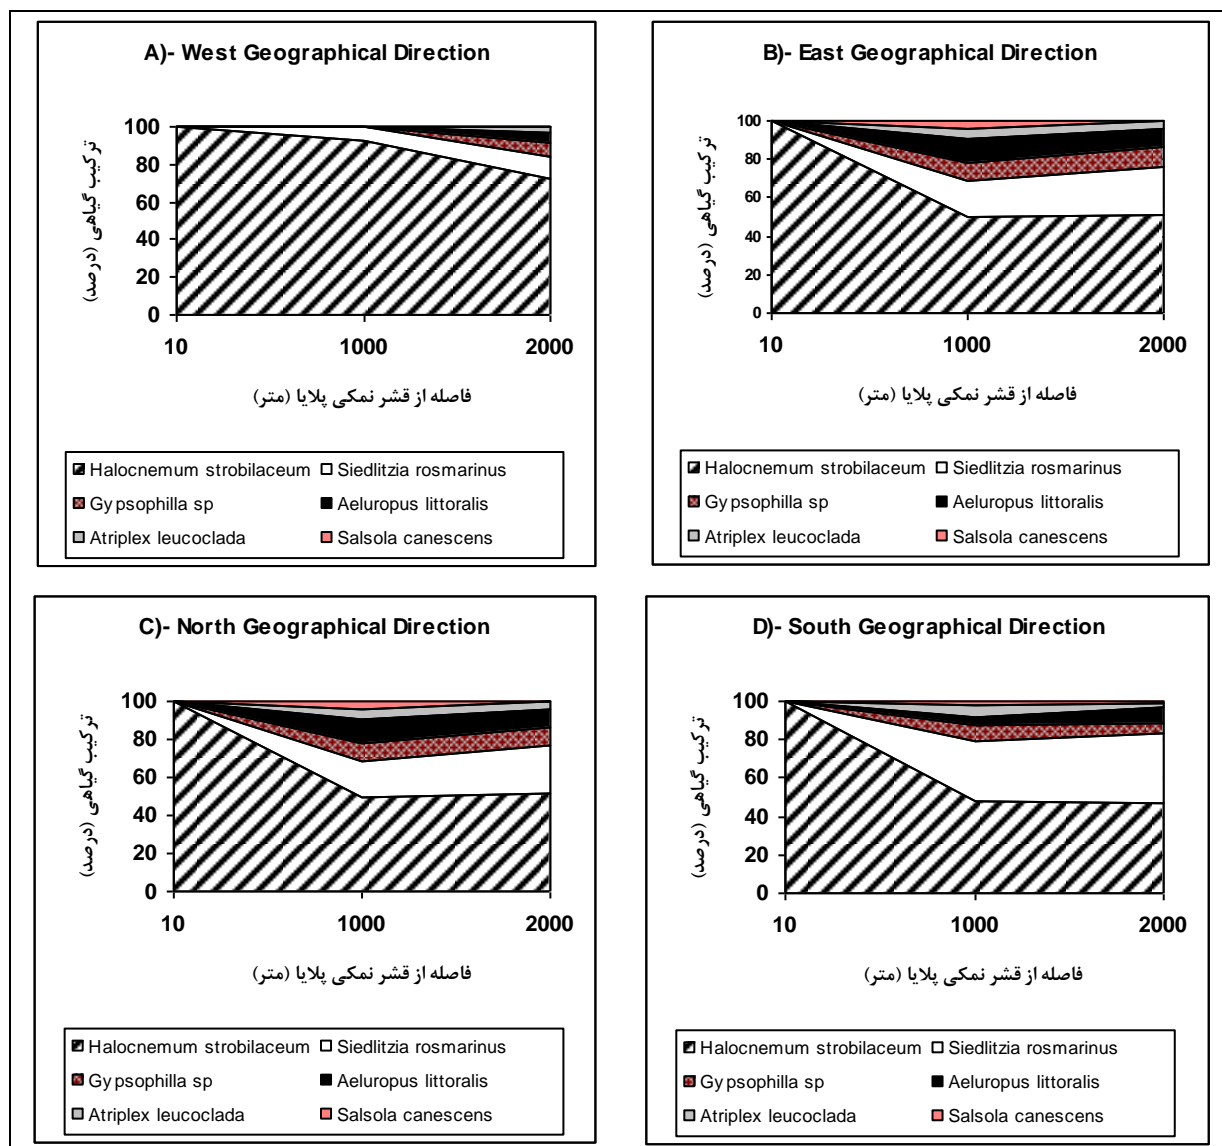 A)- West Geographical Direction
ترکیب گیاهی (درصد)
100
80
60
40
20
0
10 1000 2000
فاصله از قشر نمکی پلایا (متر)
Halocnemum strobilaceum Siedlitzia rosmarinus
Gypsophilla sp Aeluropus littoralis
Atriplex leucoclada Salsola canescens
B)- East Geographical Direction
ترکیب گیاهی (درصد)
100
80
60
40
20
0
10 1000 2000
فاصله از قشر نمکی پلایا (متر)
Halocnemum strobilaceum Siedlitzia rosmarinus
Gypsophilla sp Aeluropus littoralis
Atriplex leucoclada Salsola canescens
C)- North Geographical Direction
ترکیب گیاهی (درصد)
100
80
60
40
20
0
10 1000 2000
فاصله از قشر نمکی پلایا (متر)
Halocnemum strobilaceum Siedlitzia rosmarinus
Gypsophilla sp Aeluropus littoralis
Atriplex leucoclada Salsola canescens
D)- South Geographical Direction
ترکیب گیاهی (درصد)
100
80
60
40
20
0
10 1000 2000
فاصله از قشر نمکی پلایا (متر)
Halocnemum strobilaceum Siedlitzia rosmarinus
Gypsophilla sp Aeluropus littoralis
Atriplex leucoclada Salsola canescens